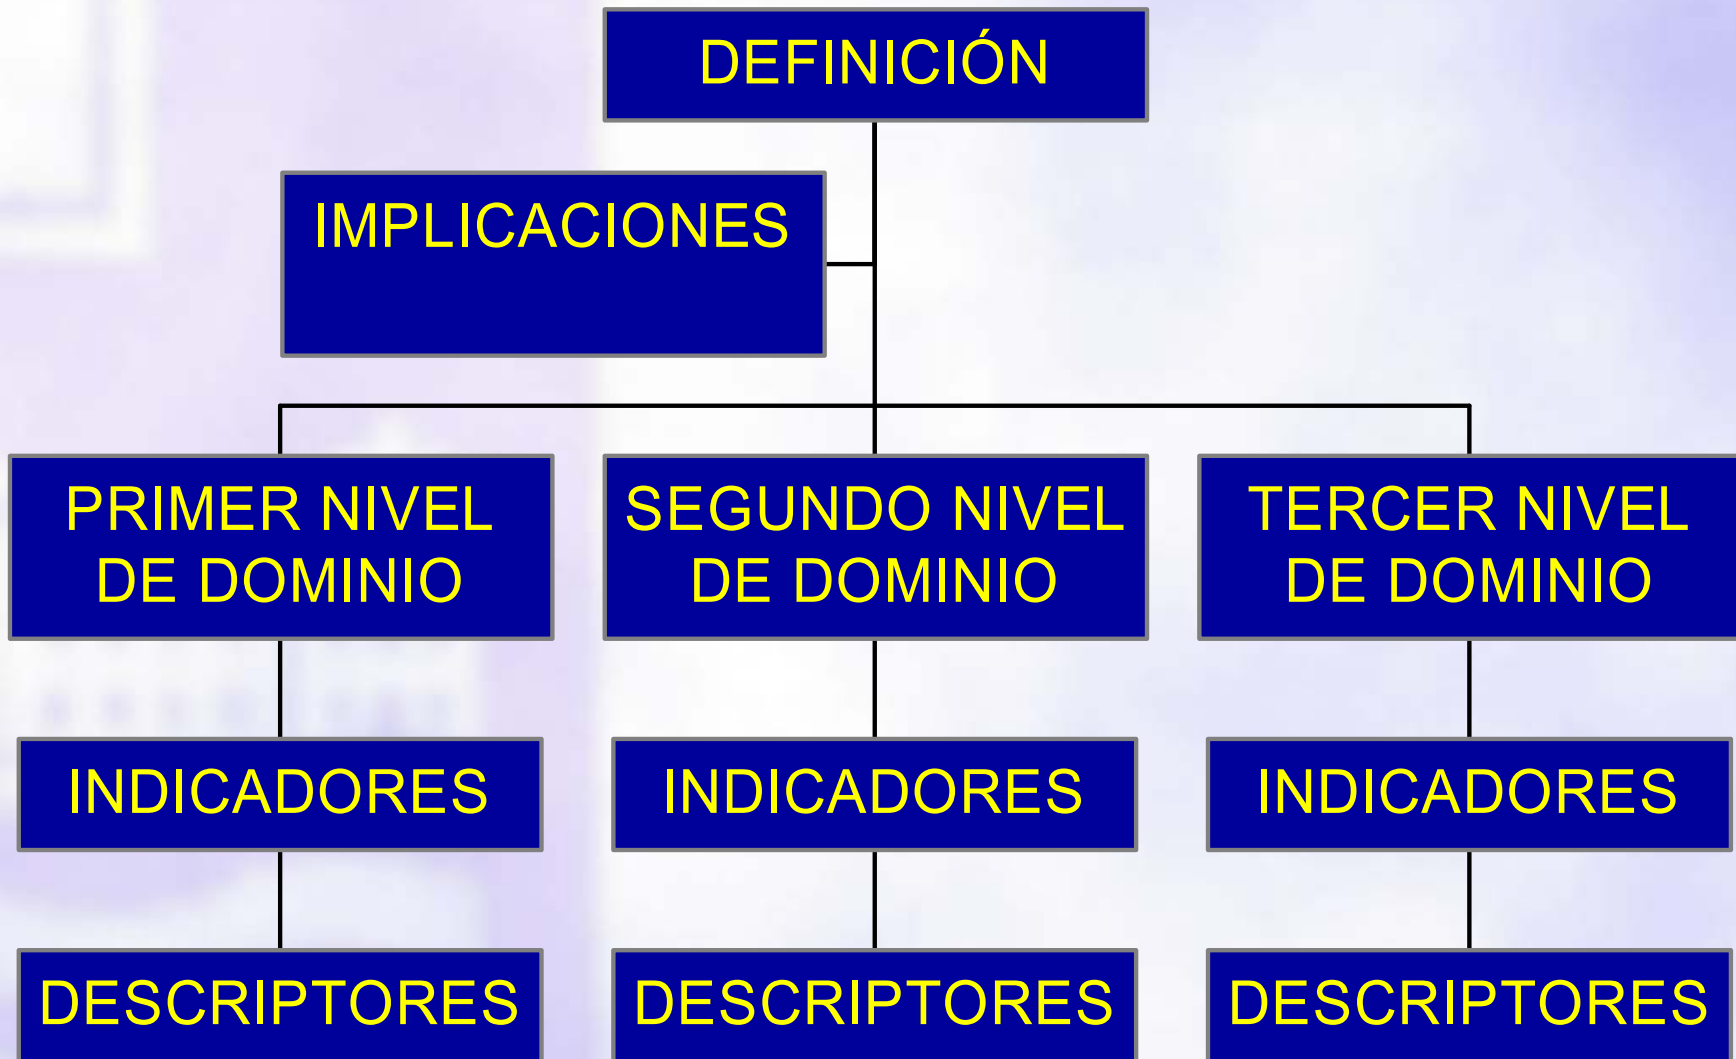 DEFINICIÓN
IMPLICACIONES
PRIMER NIVEL
DE DOMINIO
SEGUNDO NIVEL
DE DOMINIO
TERCER NIVEL
DE DOMINIO
INDICADORES
INDICADORES
INDICADORES
DESCRIPTORES
DESCRIPTORES
DESCRIPTORES